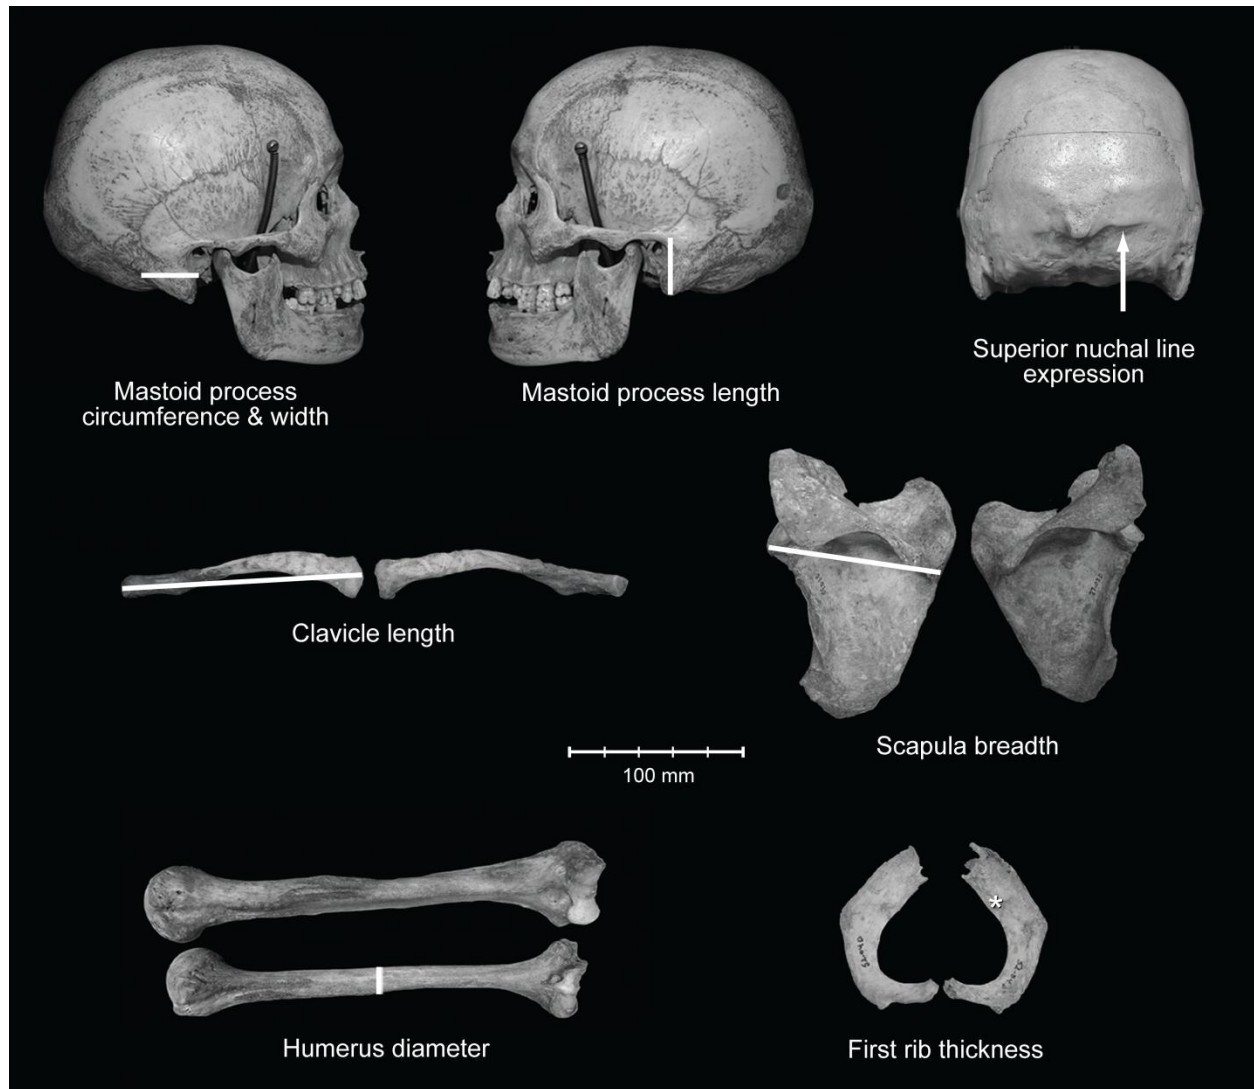 Mastoid process
circumference & width
Mastoid process length
Superior nuchal line
expression
Clavicle length
Scapula breadth
100 mm
Humerus diameter
*
First rib thickness